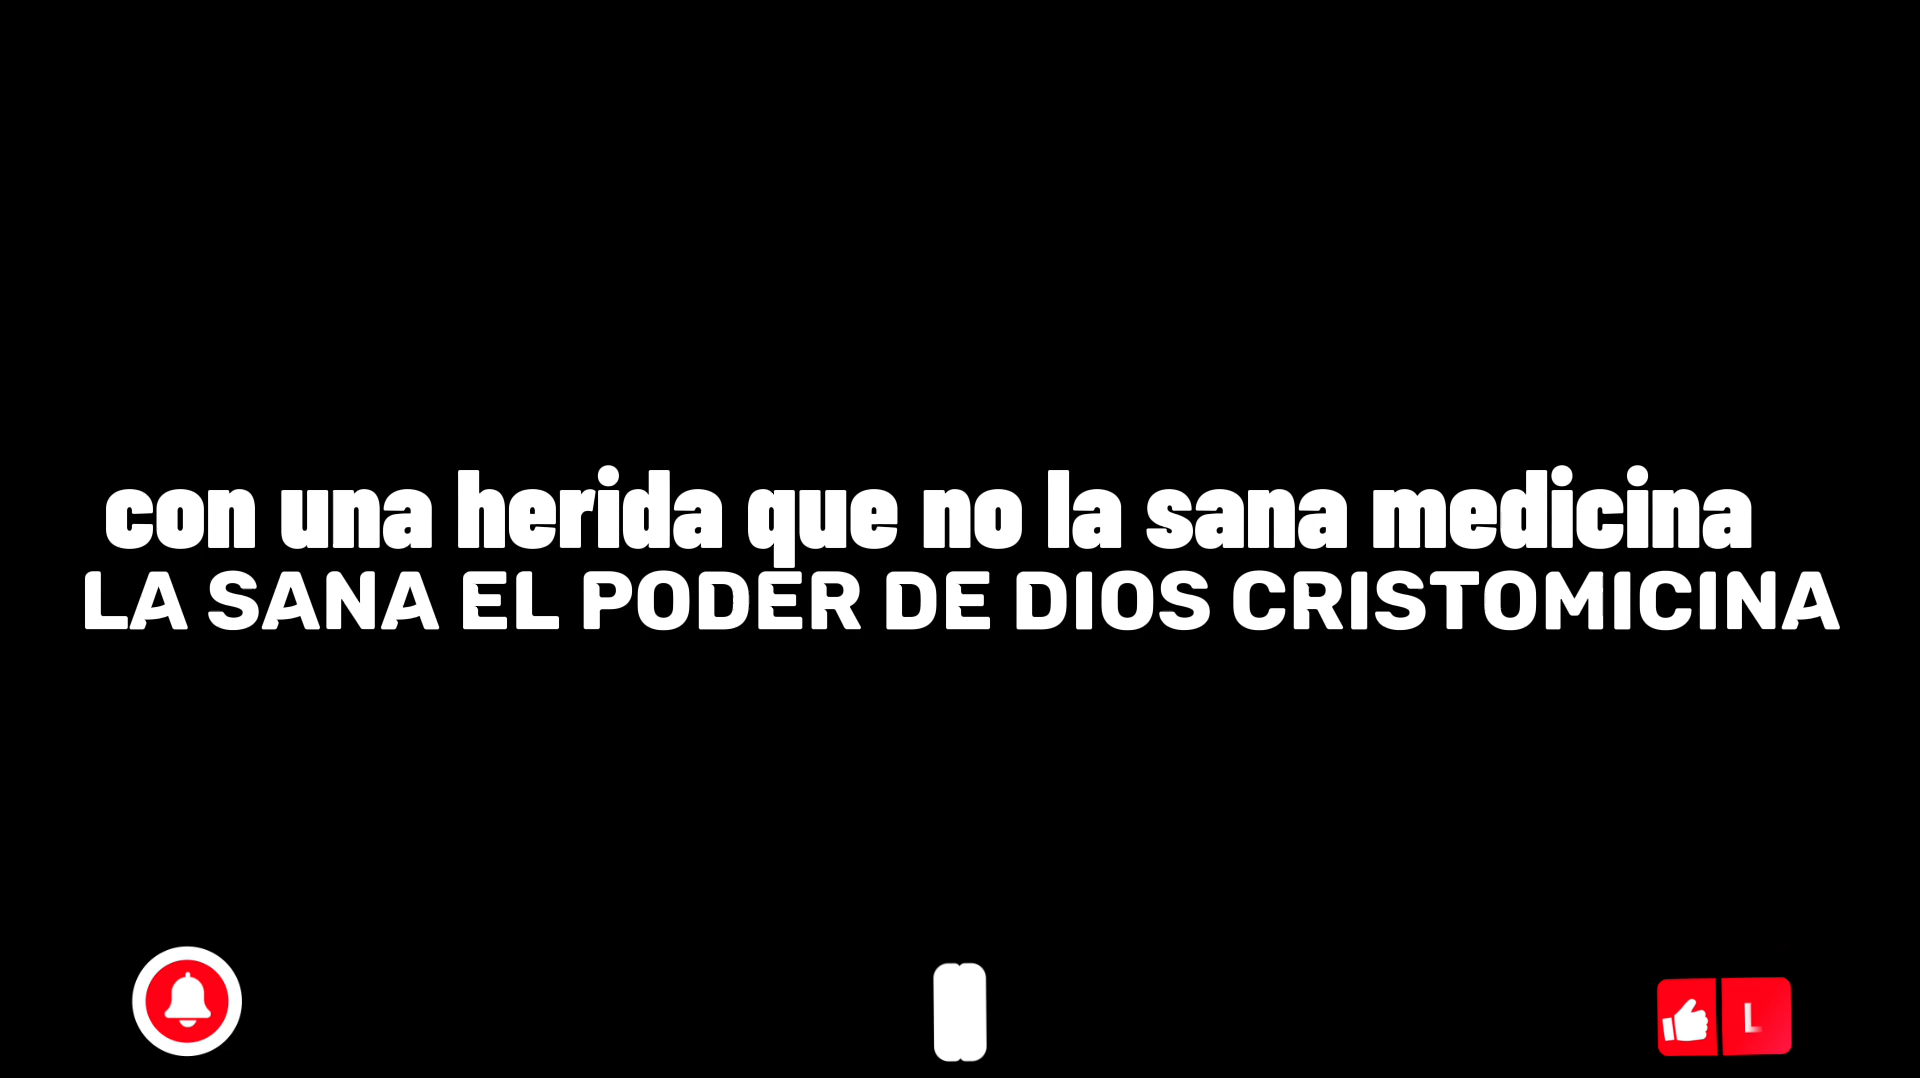 con una herida que no la sana medicina
LA SANA EL PODER DE DIOS CRISTOMICINA
L